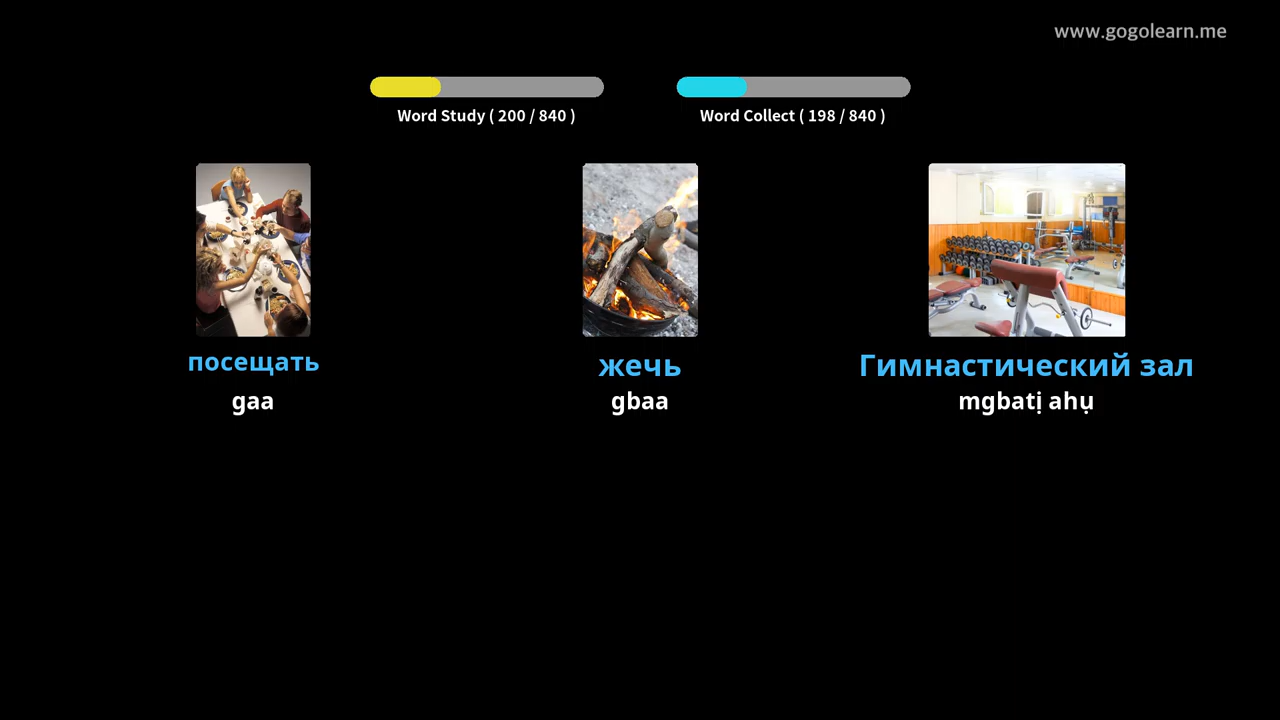 www.gogolearn.me
Word Study ( 200 / 840 )
Word Collect ( 198 / 840 )
посещать
gaa
жечь
gbaa
Гимнастический зал
mgbatị ahụ